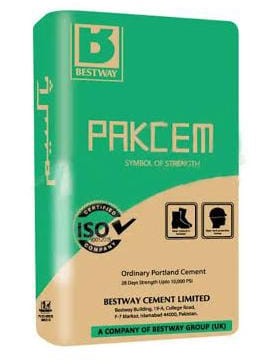 B
BESTWAY
PAKCEM
SYMBOL OF STRENGTH
CERTIFIED
ISO
COMPANY
Ordinary Portland Cement
28 Days Strength Upto 10,000 PSI
BESTWAY CEMENT LIMITED
Bestway Building, 19-A, College Road,
F-7 Markaz, Islamabad 44000, Pakistan.
A COMPANY OF BESTWAY GROUP (UK)